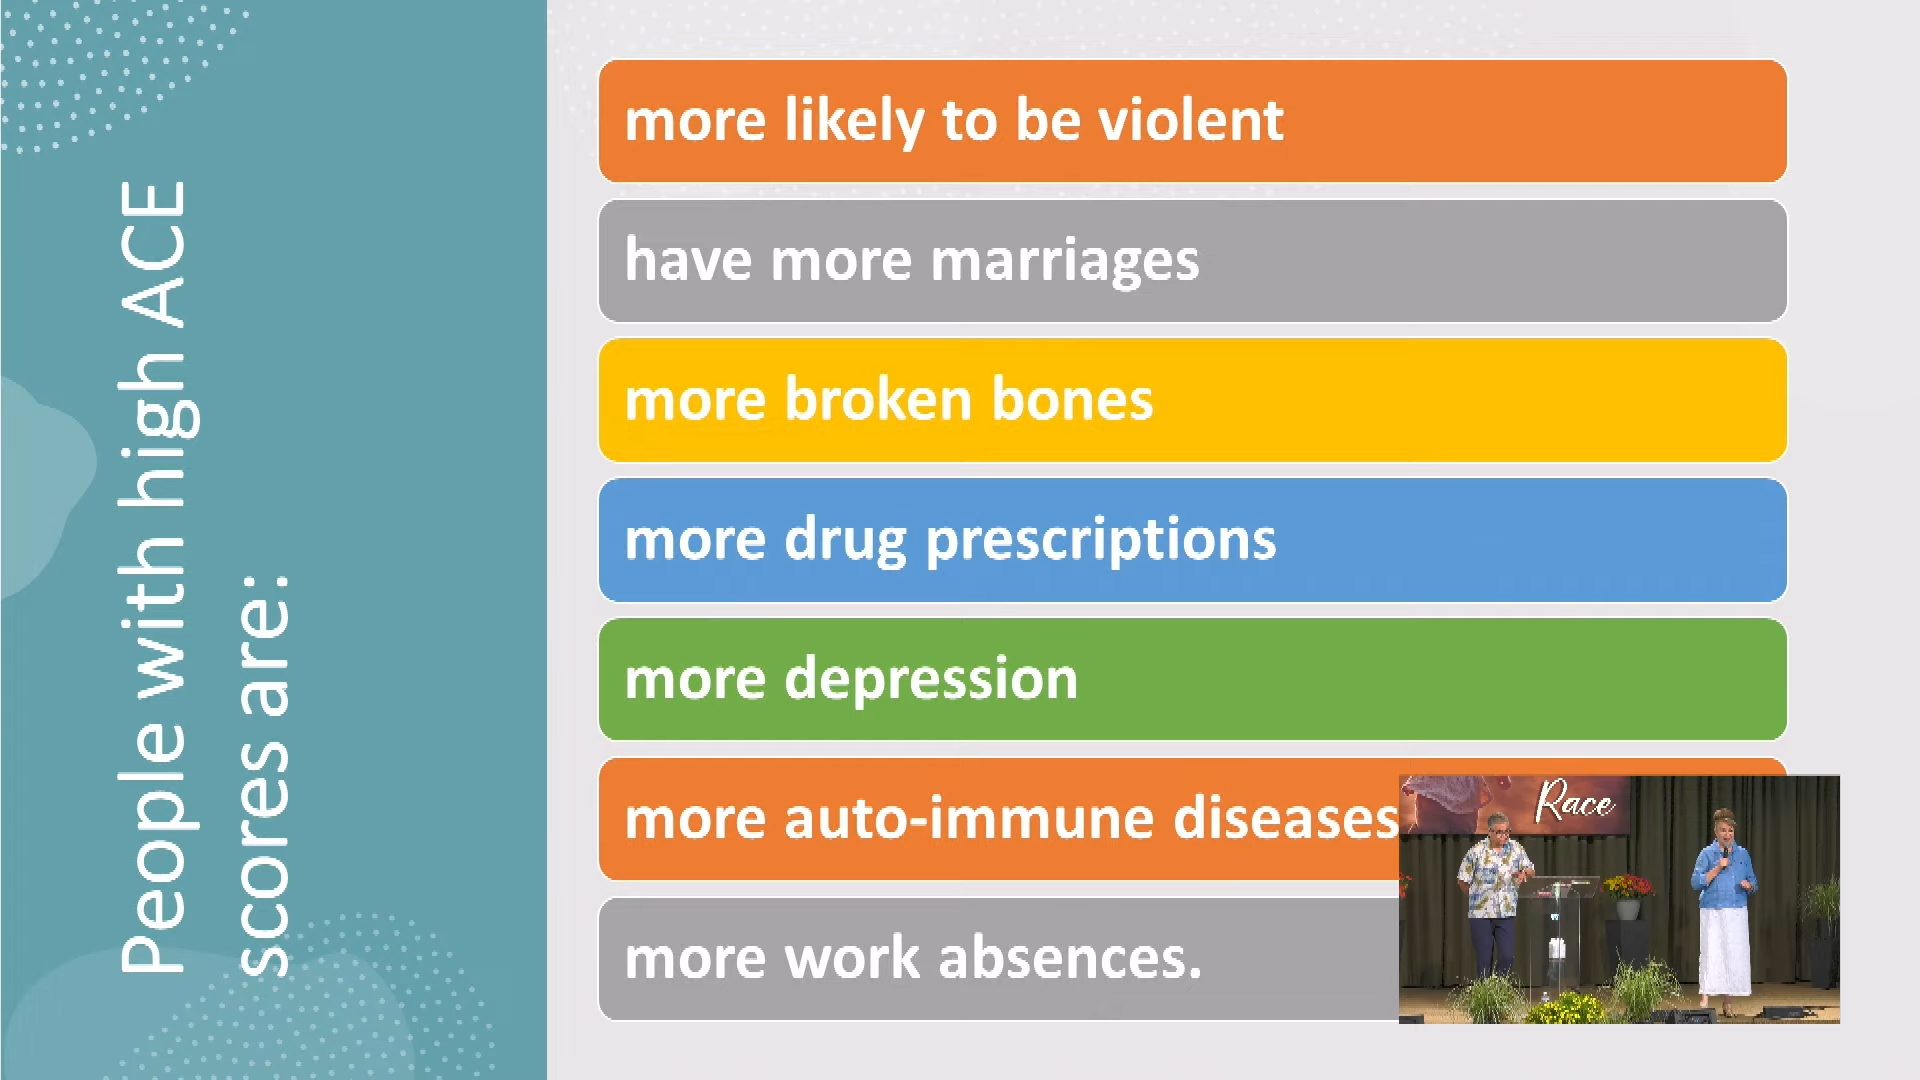 People with high ACE
scores are:
more likely to be violent
have more marriages
more broken bones
more drug prescriptions
more depression
more auto-immune diseases
more work absences.
Race